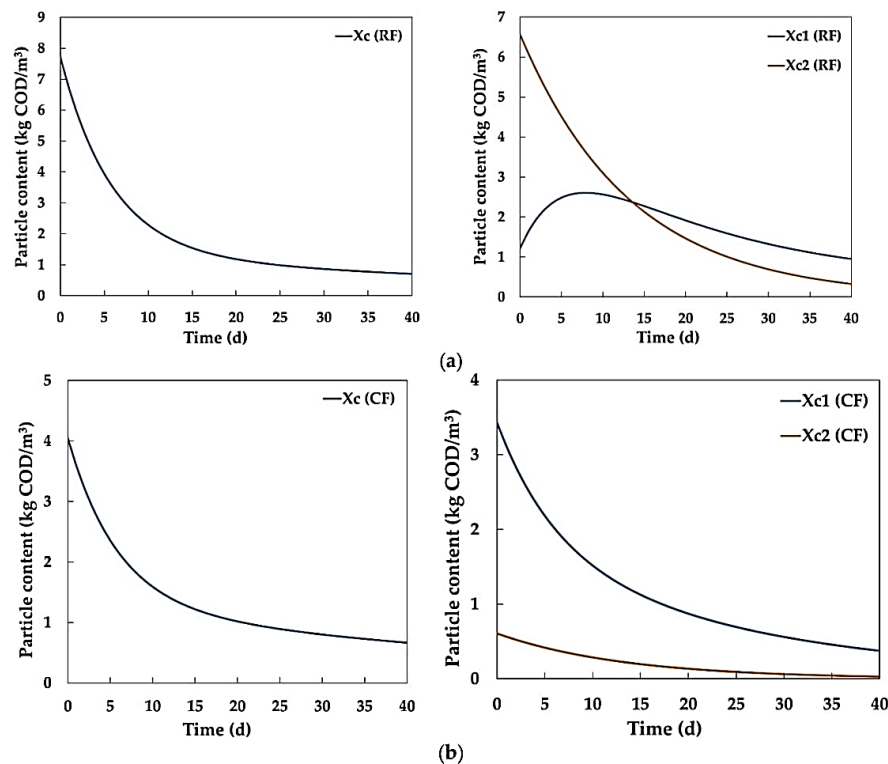 Particle content (kg COD/m³)
9
8
7
6
5
4
3
2
1
0
Xc (RF)
0 5 10 15 20 25 30 35 40
Time (d)
Particle content (kg COD/m³)
7
6
5
4
3
2
1
0
Xc1 (RF)
Xc2 (RF)
0 5 10 15 20 25 30 35 40
Time (d)
(a)
Particle content (kg COD/m³)
5
4
3
2
1
0
Xc (CF)
0 5 10 15 20 25 30 35 40
Time (d)
Particle content (kg COD/m³)
4
3
2
1
0
Xc1 (CF)
Xc2 (CF)
0 5 10 15 20 25 30 35 40
Time (d)
(b)